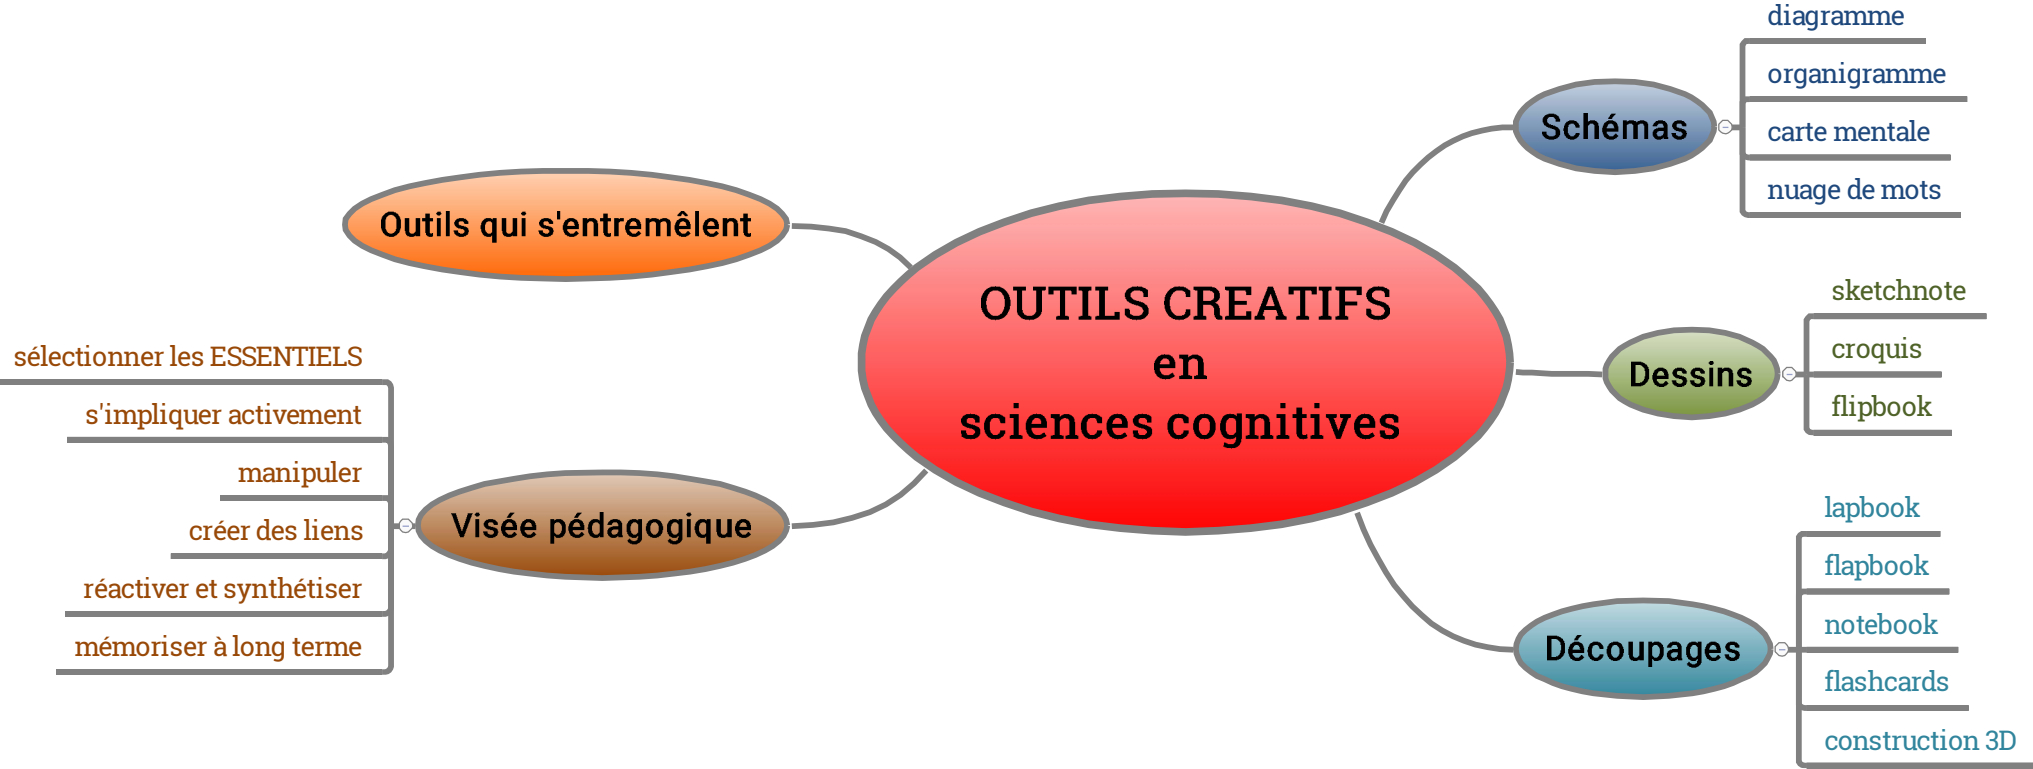 OUTILS CREATIFS
en
sciences cognitives
Schémas
diagramme
organigramme
carte mentale
nuage de mots
Dessins
sketchnote
croquis
flipbook
Découpages
lapbook
flapbook
notebook
flashcards
construction 3D
Outils qui s'entremêlent
Visée pédagogique
sélectionner les ESSENTIELS
s'impliquer activement
manipuler
créer des liens
réactiver et synthétiser
mémoriser à long terme